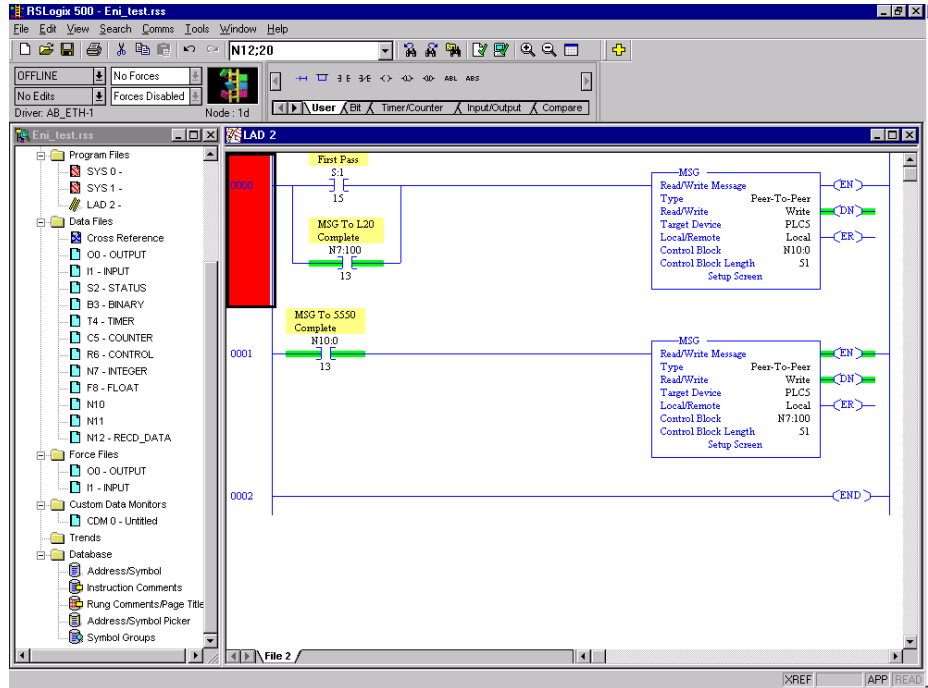 RSLogix 500 - Eni_test.rss
File Edit View Search Comms Tools Window Help
N12;20
OFFLINE No Forces
No Edits Forces Disabled
Driver: AB_ETH-1 Node : 1d
ABL ABS
User Bit Timer/Counter Input/Output Compare
Eni_test.rss
Program Files
SYS 0 -
SYS 1 -
LAD 2 -
Data Files
Cross Reference
O0 - OUTPUT
I1 - INPUT
S2 - STATUS
B3 - BINARY
T4 - TIMER
C5 - COUNTER
R6 - CONTROL
N7 - INTEGER
F8 - FLOAT
N10
N11
N12 - RECD_DATA
Force Files
O0 - OUTPUT
I1 - INPUT
Custom Data Monitors
CDM 0 - Untitled
Trends
Database
Address/Symbol
Instruction Comments
Rung Comments/Page Title
Address/Symbol Picker
Symbol Groups
LAD 2
0000
First Pass
S:1
15
MSG To L20
Complete
N7:100
13
MSG
Read/Write Message
Type Peer-To-Peer
Read/Write Write
Target Device PLC5
Local/Remote Local
Control Block N10:0
Control Block Length 51
Setup Screen
EN
DN
ER
0001
MSG To 5550
Complete
N10:0
13
MSG
Read/Write Message
Type Peer-To-Peer
Read/Write Write
Target Device PLC5
Local/Remote Local
Control Block N7:100
Control Block Length 51
Setup Screen
EN
DN
ER
0002
END
File 2
XREF APP READ